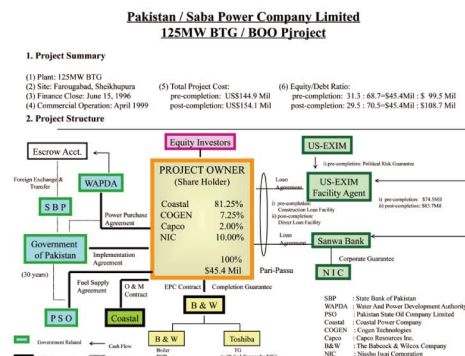 Pakistan / Saba Power Company Limited
125MW BTG / BOO Pjroject
1. Project Summary
(1) Plant: 125MW BTG
(2) Site: Farougabad, Sheikhupura
(3) Finance Close: June 15, 1996
(4) Commercial Operation: April 1999
(5) Total Project Cost:
pre-completion: US$144.9 Mil
post-completion: US$154.1 Mil
(6) Equity/Debt Ratio:
pre-completion: 31.3 : 68.7=$45.4Mil : $ 99.5 Mil
post-completion: 29.5 : 70.5=$45.4Mil : $108.7 Mil
2. Project Structure
Equity Investors
US-EXIM
Escrow Acct.
i) pre-completion: Political Risk Guarantee
PROJECT OWNER
(Share Holder)
Coastal 81.25%
COGEN 7.25%
Capco 2.00%
NIC 10.00%
100%
$45.4 Mil
Foreign Exchange &
Transfer
WAPDA
Loan
Agreement
US-EXIM
Facility Agent
i) pre-completion: $74.5Mil
ii) post-completion: $83.7Mil
i) pre-completion:
Construction Loan Facility
ii) post-completion:
Direct Loan Facility
S B P
Power Purchase
Agreement
Government
of Pakistan
Loan
Agreement
Sanwa Bank
Implementation
Agreement
Corporate Guarantee
(30 years)
Pari-Passu
N I C
Fuel Supply
Agreement
O & M
Contract
EPC Contract
Completion Guarantee
B & W
P S O
Coastal
SBP : State Bank of Pakistan
WAPDA : Water And Power Development Authority
PSO : Pakistan State Oil Company Limited
Coastal : Coastal Power Company
COGEN : Cogen Technologies
Capco : Capco Resources Inc.
B&W : The Babcock & Wilcox Company
NIC : Nissho Iwai Corporation
B & W
Toshiba
Boiler
TG
Government Related
Cash Flow